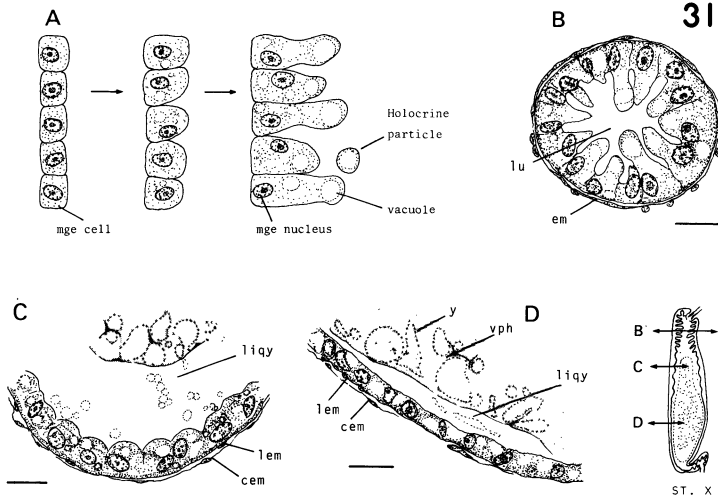 A
B
31
Holocrine
particle
lu
mge cell
mge nucleus
vacuole
em
C
liqy
lem
cem
y
D
vph
liqy
lem
cem
B
C
D
ST. X